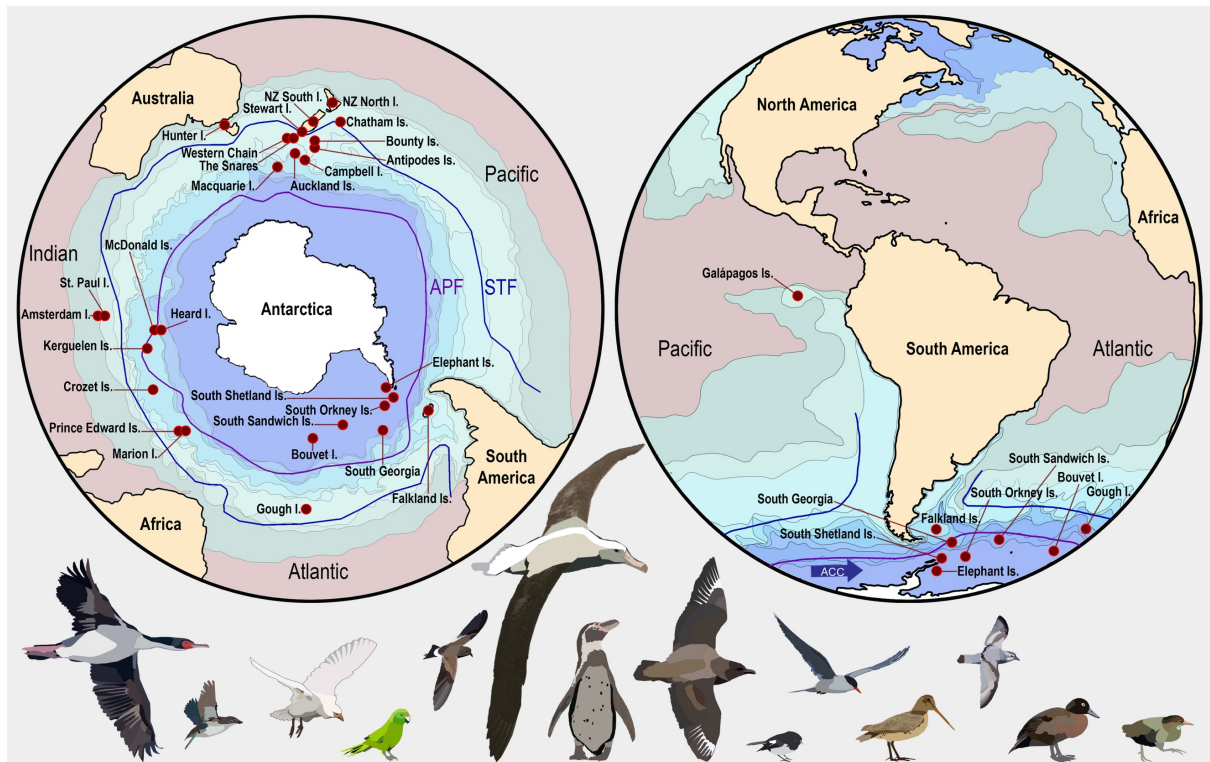 Australia
NZ South I.
NZ North I.
Stewart I.
Hunter I.
Chatham Is.
Western Chain
Bounty Is.
The Snares
Antipodes Is.
Campbell I.
Macquarie I.
Auckland Is.
Pacific
Indian
McDonald Is.
St. Paul I.
APF
STF
Amsterdam I.
Heard I.
Antarctica
Kerguelen Is.
Elephant Is.
Crozet Is.
South Shetland Is.
South Orkney Is.
South Sandwich Is.
Prince Edward Is.
Marion I.
Bouvet I.
South Georgia
South
America
Falkland Is.
Gough I.
Africa
Atlantic
North America
Africa
Galápagos Is.
Pacific
South America
Atlantic
South Sandwich Is.
Bouvet I.
South Georgia
South Orkney Is.
Gough I.
Falkland Is.
South Shetland Is.
ACC
Elephant Is.